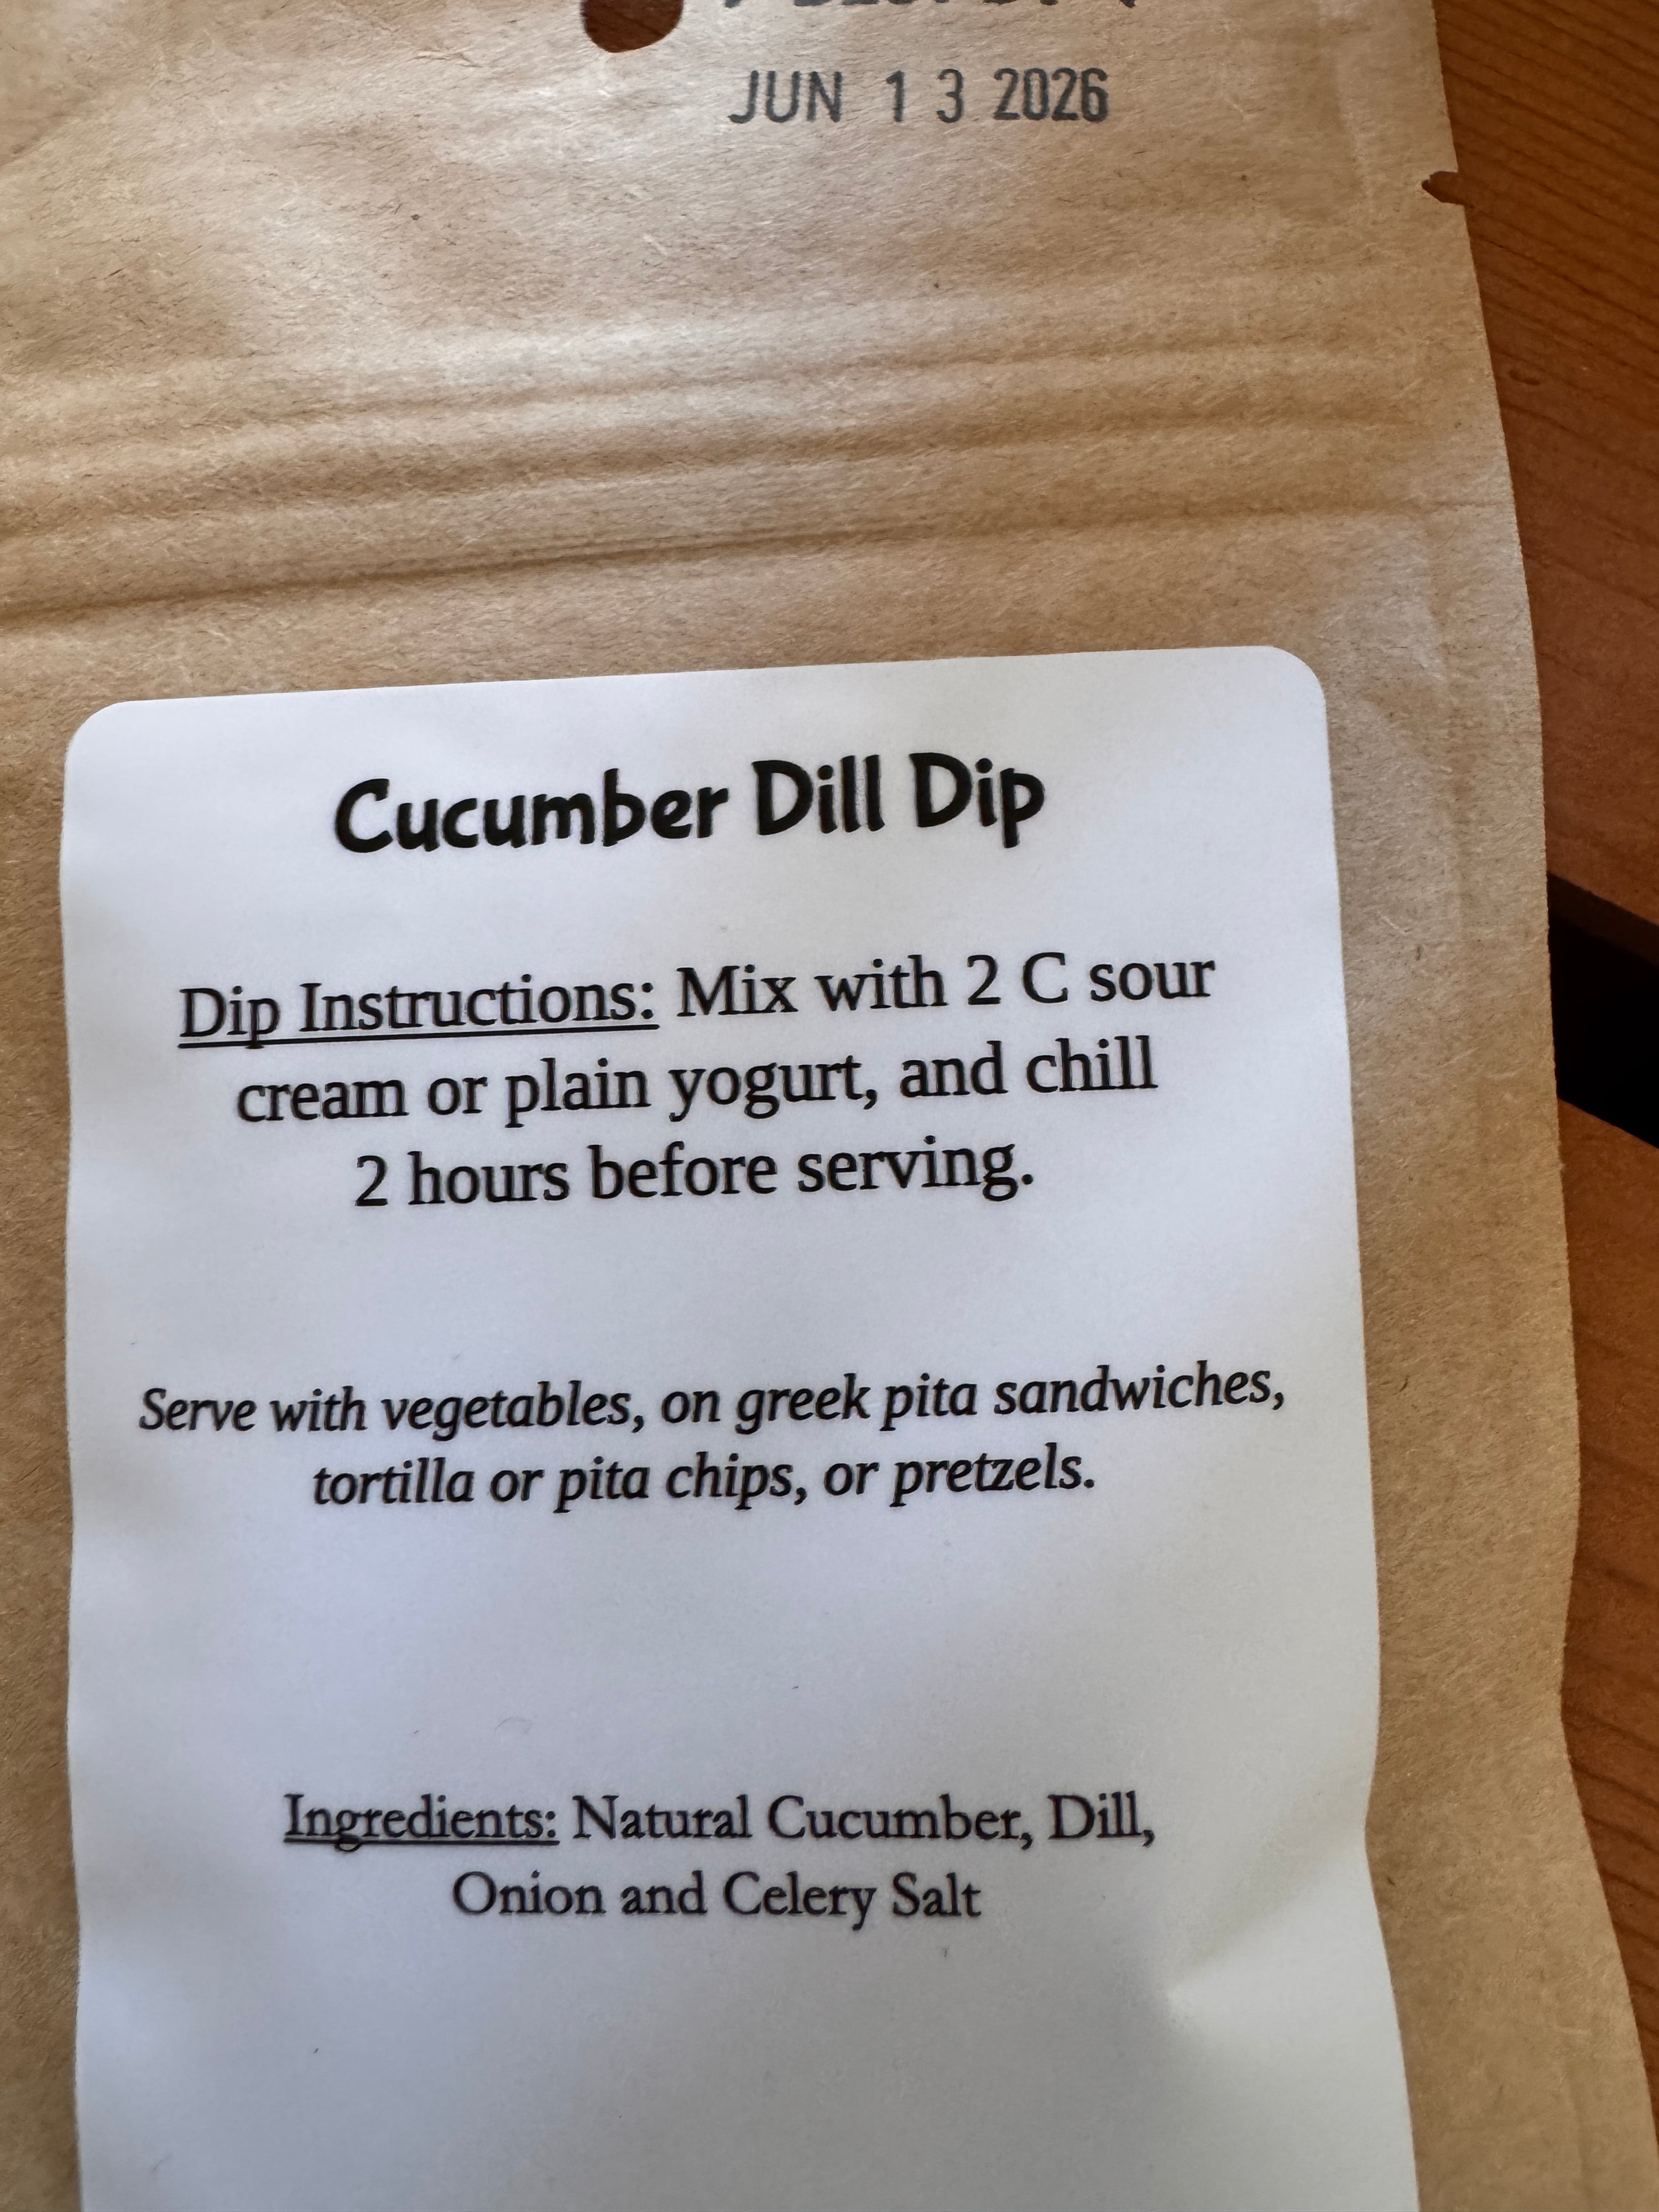 JUN 13 2026
Cucumber Dill Dip
Dip Instructions: Mix with 2 C sour
cream or plain yogurt, and chill
2 hours before serving.
Serve with vegetables, on greek pita sandwiches,
tortilla or pita chips, or pretzels.
Ingredients: Natural Cucumber, Dill,
Onion and Celery Salt